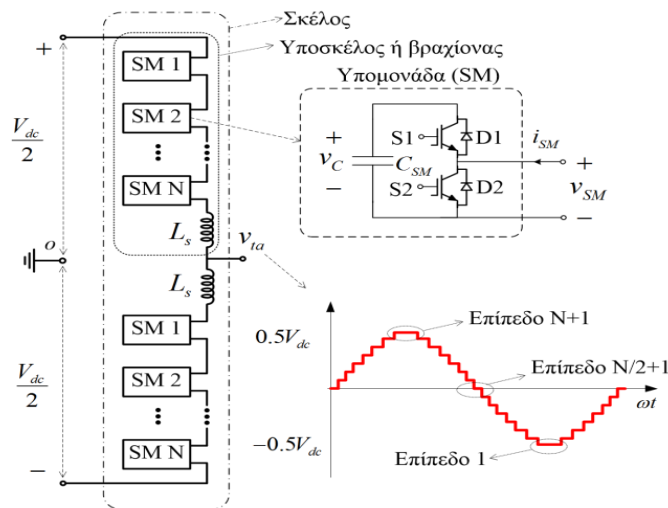 Σκέλος
Υποσκέλος ή βραχίονας
Υπομονάδα (SM)
+
SM 1
SM 2
SM N
V_dc
2
L_s
o
v_ta
L_s
SM 1
SM 2
SM N
V_dc
2
−
+
v_C
−
C_SM
S1
D1
S2
D2
i_SM
+
v_SM
−
0.5V_dc
−0.5V_dc
Επίπεδο N+1
Επίπεδο N/2+1
ωt
Επίπεδο 1